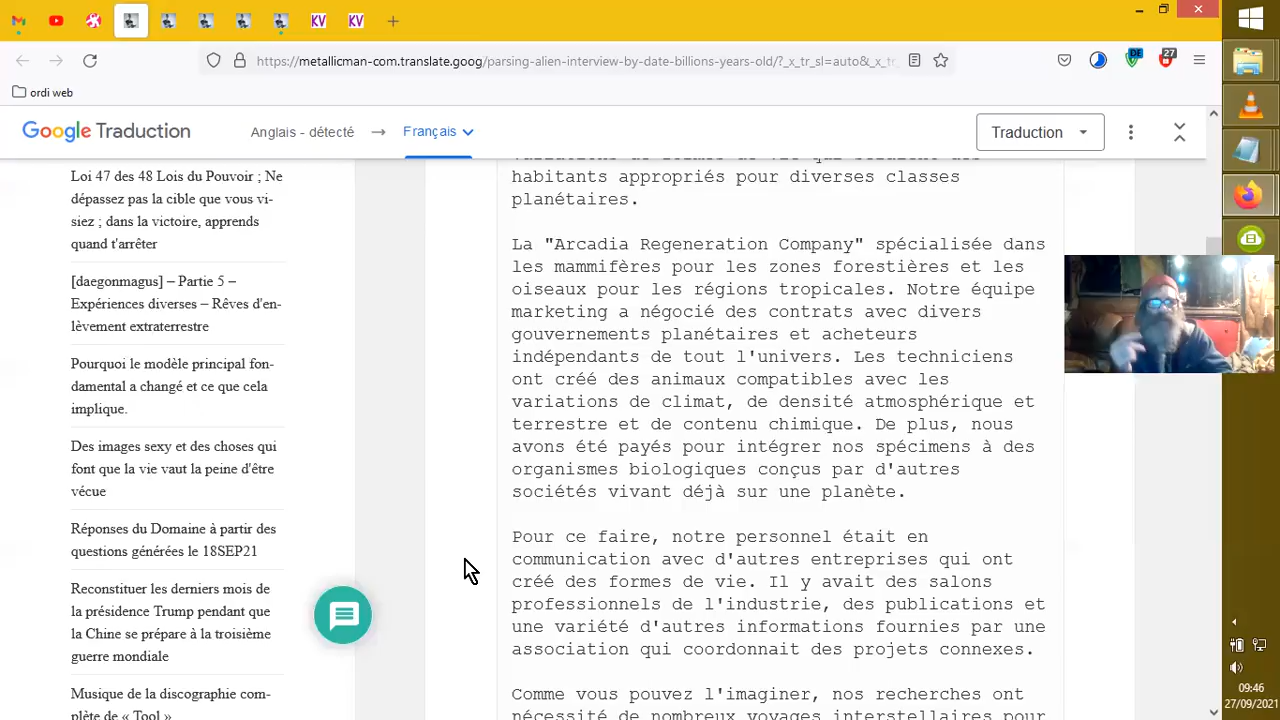 KV
KV
https://metallicman-com.translate.goog/parsing-alien-interview-by-date-billions-years-old/?_x_tr_sl=auto&_x_tr
DE
27
ordi web
Google Traduction
Anglais - détecté
Français
Traduction
Loi 47 des 48 Lois du Pouvoir ; Ne
dépassez pas la cible que vous vi-
siez ; dans la victoire, apprends
quand t'arrêter
[daegonmagus] – Partie 5 –
Expériences diverses – Rêves d'en-
lèvement extraterrestre
Pourquoi le modèle principal fon-
damental a changé et ce que cela
implique.
Des images sexy et des choses qui
font que la vie vaut la peine d'être
vécue
Réponses du Domaine à partir des
questions générées le 18SEP21
Reconstituer les derniers mois de
la présidence Trump pendant que
la Chine se prépare à la troisième
guerre mondiale
Musique de la discographie com-
plète de « Tool »
habitants appropriés pour diverses classes
planétaires.
La "Arcadia Regeneration Company" spécialisée dans
les mammifères pour les zones forestières et les
oiseaux pour les régions tropicales. Notre équipe
marketing a négocié des contrats avec divers
gouvernements planétaires et acheteurs
indépendants de tout l'univers. Les techniciens
ont créé des animaux compatibles avec les
variations de climat, de densité atmosphérique et
terrestre et de contenu chimique. De plus, nous
avons été payés pour intégrer nos spécimens à des
organismes biologiques conçus par d'autres
sociétés vivant déjà sur une planète.
Pour ce faire, notre personnel était en
communication avec d'autres entreprises qui ont
créé des formes de vie. Il y avait des salons
professionnels de l'industrie, des publications et
une variété d'autres informations fournies par une
association qui coordonnait des projets connexes.
Comme vous pouvez l'imaginer, nos recherches ont
nécessité de nombreux voyages interstellaires pour
09:46
27/09/2021